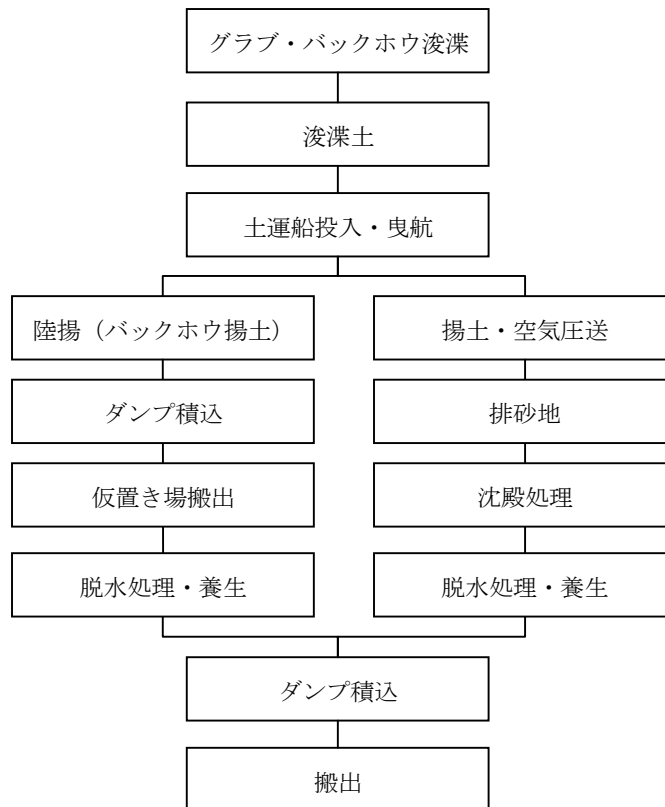 グラブ・バックホウ浚渫
浚渫土
土運船投入・曳航
陸揚（バックホウ揚土）
ダンプ積込
仮置き場搬出
脱水処理・養生
揚土・空気圧送
排砂地
沈殿処理
脱水処理・養生
ダンプ積込
搬出